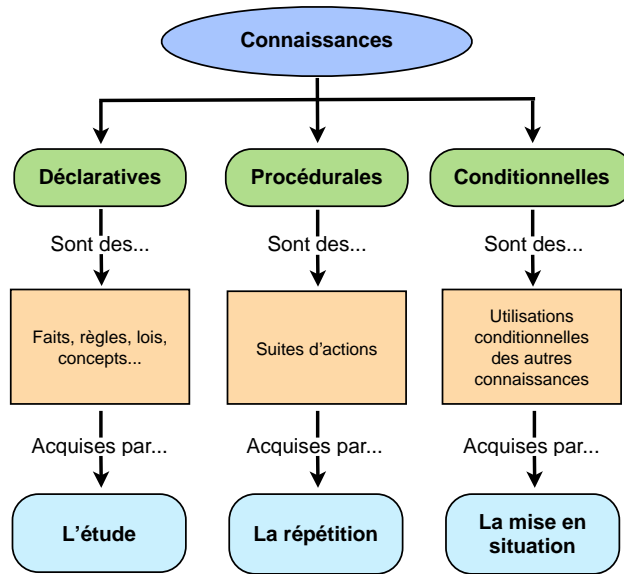 Connaissances
Déclaratives
Procédurales
Conditionnelles
Sont des...
Sont des...
Sont des...
Faits, règles, lois,
concepts...
Suites d'actions
Utilisations
conditionnelles
des autres
connaissances
Acquises par...
Acquises par...
Acquises par...
L'étude
La répétition
La mise en
situation